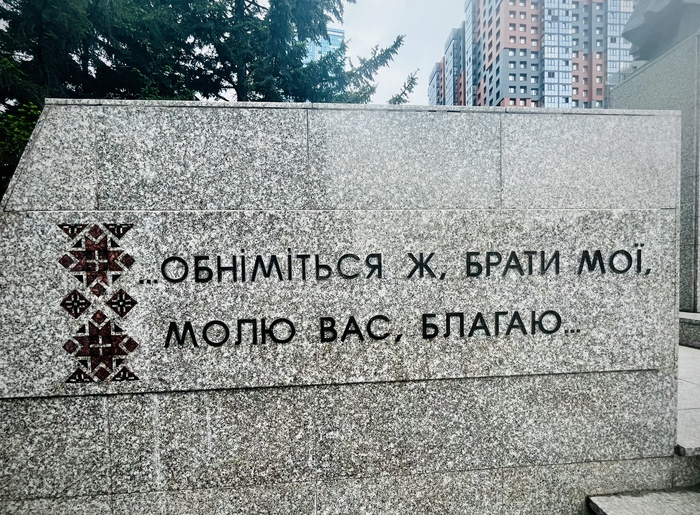 ...ОБНІМІТЬСЯ Ж, БРАТИ МОЇ,
МОЛЮ ВАС, БЛАГАЮ...